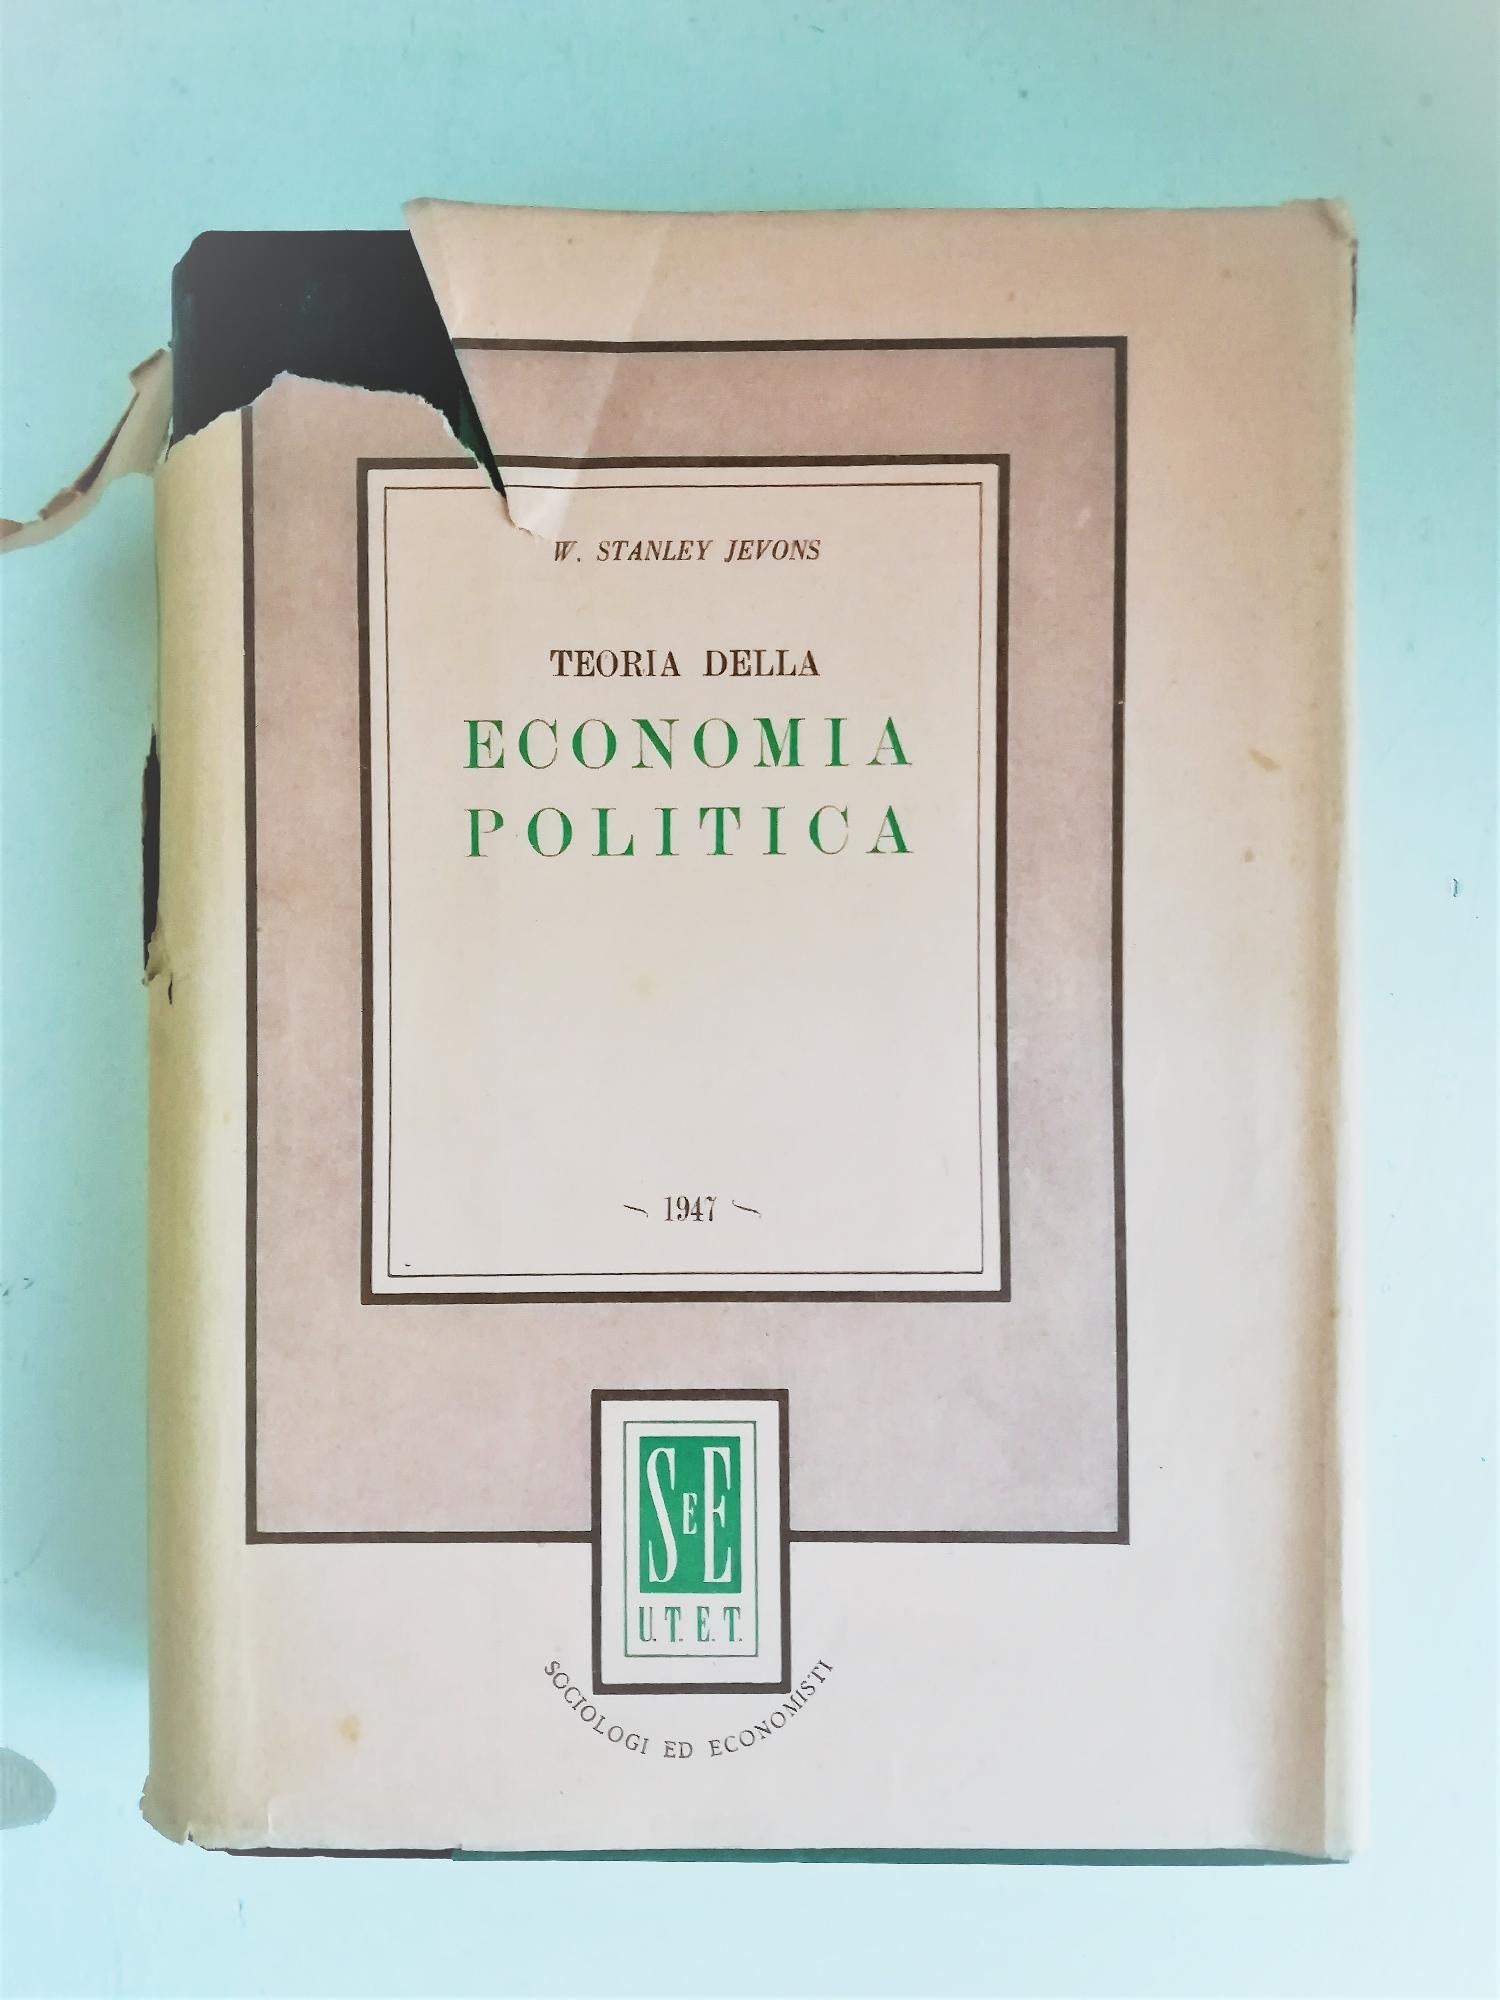 W. STANLEY JEVONS
TEORIA DELLA
ECONOMIA
POLITICA
~ 1947 ~
SEE
U.T.E.T.
SOCIOLOGI ED ECONOMISTI